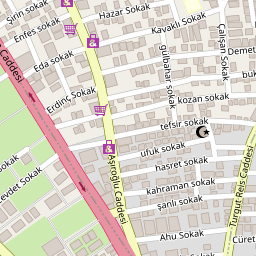 Şirin Sokak
Hazar Sokak
Enfes Sokak
Kavaklı Sokak
Çalışan Sokak
Eda Sokak
gülbahar sokak
Demet
Caddesi
buk
Erdinç Sokak
kozan sokak
tefsir sokak
ufuk sokak
Aşıroğlu Caddesi
hasret sokak
Cevdet Sokak
kahraman sokak
Turgut Reis Caddesi
şanlı sokak
Ahu Sokak
Cüret